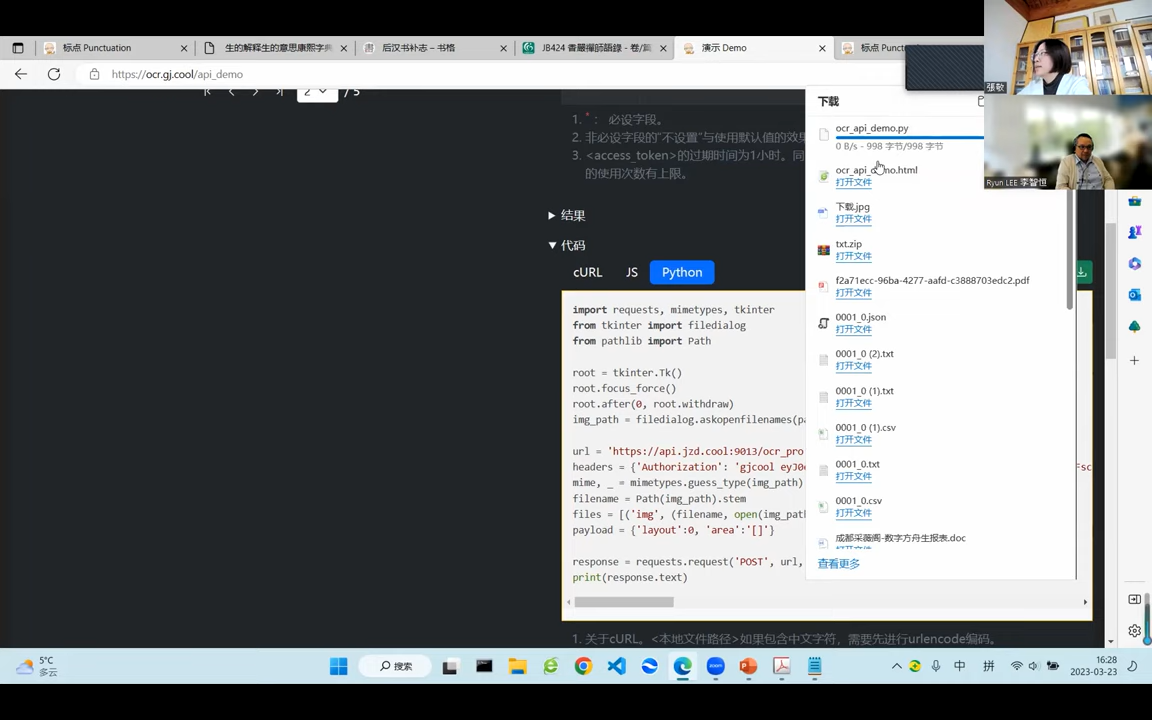 标点 Punctuation
生的解释|生的意思|康熙字典
后汉书补志 – 书格
JB424 香嚴禪師語錄 - 卷/篇
演示 Demo
标点 Punctu
https://ocr.gj.cool/api_demo
2 / 5
下载
ocr_api_demo.py
0 B/s - 998 字节/998 字节
ocr_api_demo.html
打开文件
下载.jpg
打开文件
txt.zip
打开文件
f2a71ecc-96ba-4277-aafd-c3888703edc2.pdf
打开文件
0001_0.json
打开文件
0001_0 (2).txt
打开文件
0001_0 (1).txt
打开文件
0001_0 (1).csv
打开文件
0001_0.txt
打开文件
0001_0.csv
打开文件
成都采薇阁-数字方舟生报表.doc
打开文件
查看更多
1. * ： 必设字段。
2. 非必设字段的“不设置”与使用默认值的效果
3. <access_token>的过期时间为1小时。同
的使用次数有上限。
▶ 结果
▼ 代码
cURL JS Python
import requests, mimetypes, tkinter
from tkinter import filedialog
from pathlib import Path
root = tkinter.Tk()
root.focus_force()
root.after(0, root.withdraw)
img_path = filedialog.askopenfilenames(pa
url = 'https://api.jzd.cool:9013/ocr_pro
headers = {'Authorization': 'gjcool eyJ0e
mime, _ = mimetypes.guess_type(img_path)
filename = Path(img_path).stem
files = [('img', (filename, open(img_path
payload = {'layout':0, 'area':'[]'}
response = requests.request('POST', url,
print(response.text)
1. 关于cURL。<本地文件路径>如果包含中文字符，需要先进行urlencode编码。
張敏
Ryun LEE 李智恒
5°C
多云
搜索
zoom
中
拼
16:28
2023-03-23